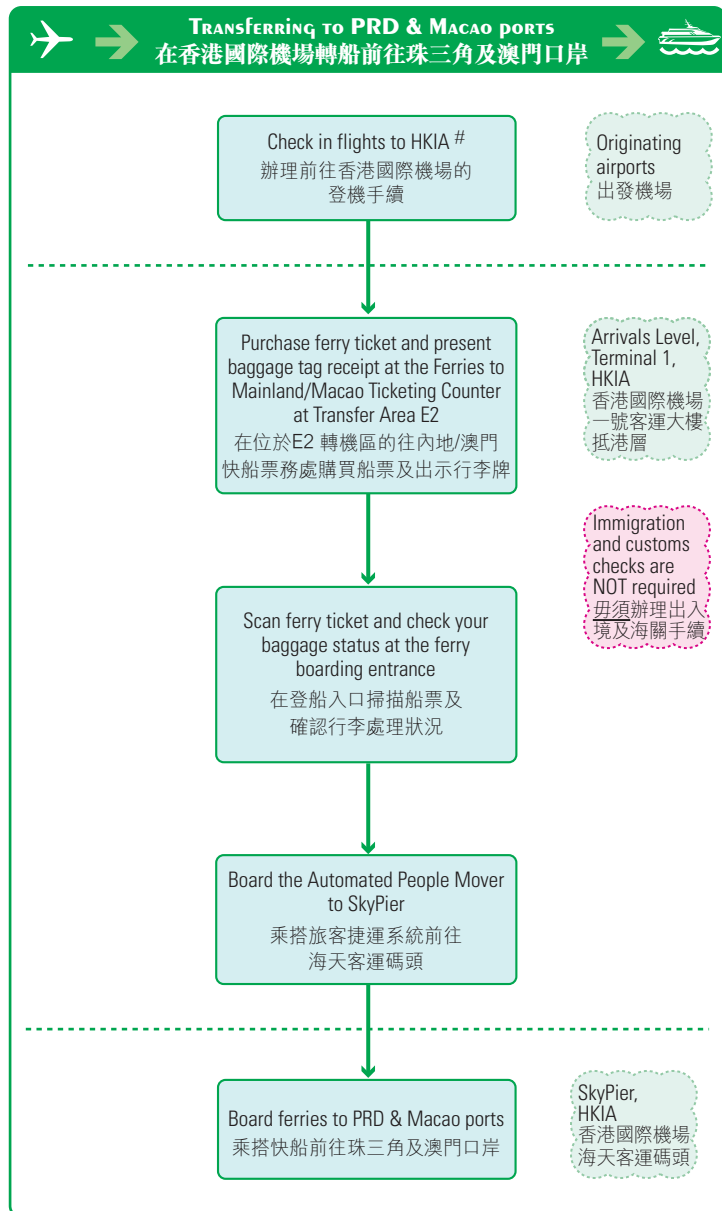 Transferring to PRD & Macao ports
在香港國際機場轉船前往珠三角及澳門口岸
Check in flights to HKIA #
辦理前往香港國際機場的
登機手續
Originating
airports
出發機場
Purchase ferry ticket and present
baggage tag receipt at the Ferries to
Mainland/Macao Ticketing Counter
at Transfer Area E2
在位於E2 轉機區的往內地/澳門
快船票務處購買船票及出示行李牌
Arrivals Level,
Terminal 1,
HKIA
香港國際機場
一號客運大樓
抵港層
Immigration
and customs
checks are
NOT required
毋須辦理出入
境及海關手續
Scan ferry ticket and check your
baggage status at the ferry
boarding entrance
在登船入口掃描船票及
確認行李處理狀況
Board the Automated People Mover
to SkyPier
乘搭旅客捷運系統前往
海天客運碼頭
Board ferries to PRD & Macao ports
乘搭快船前往珠三角及澳門口岸
SkyPier,
HKIA
香港國際機場
海天客運碼頭